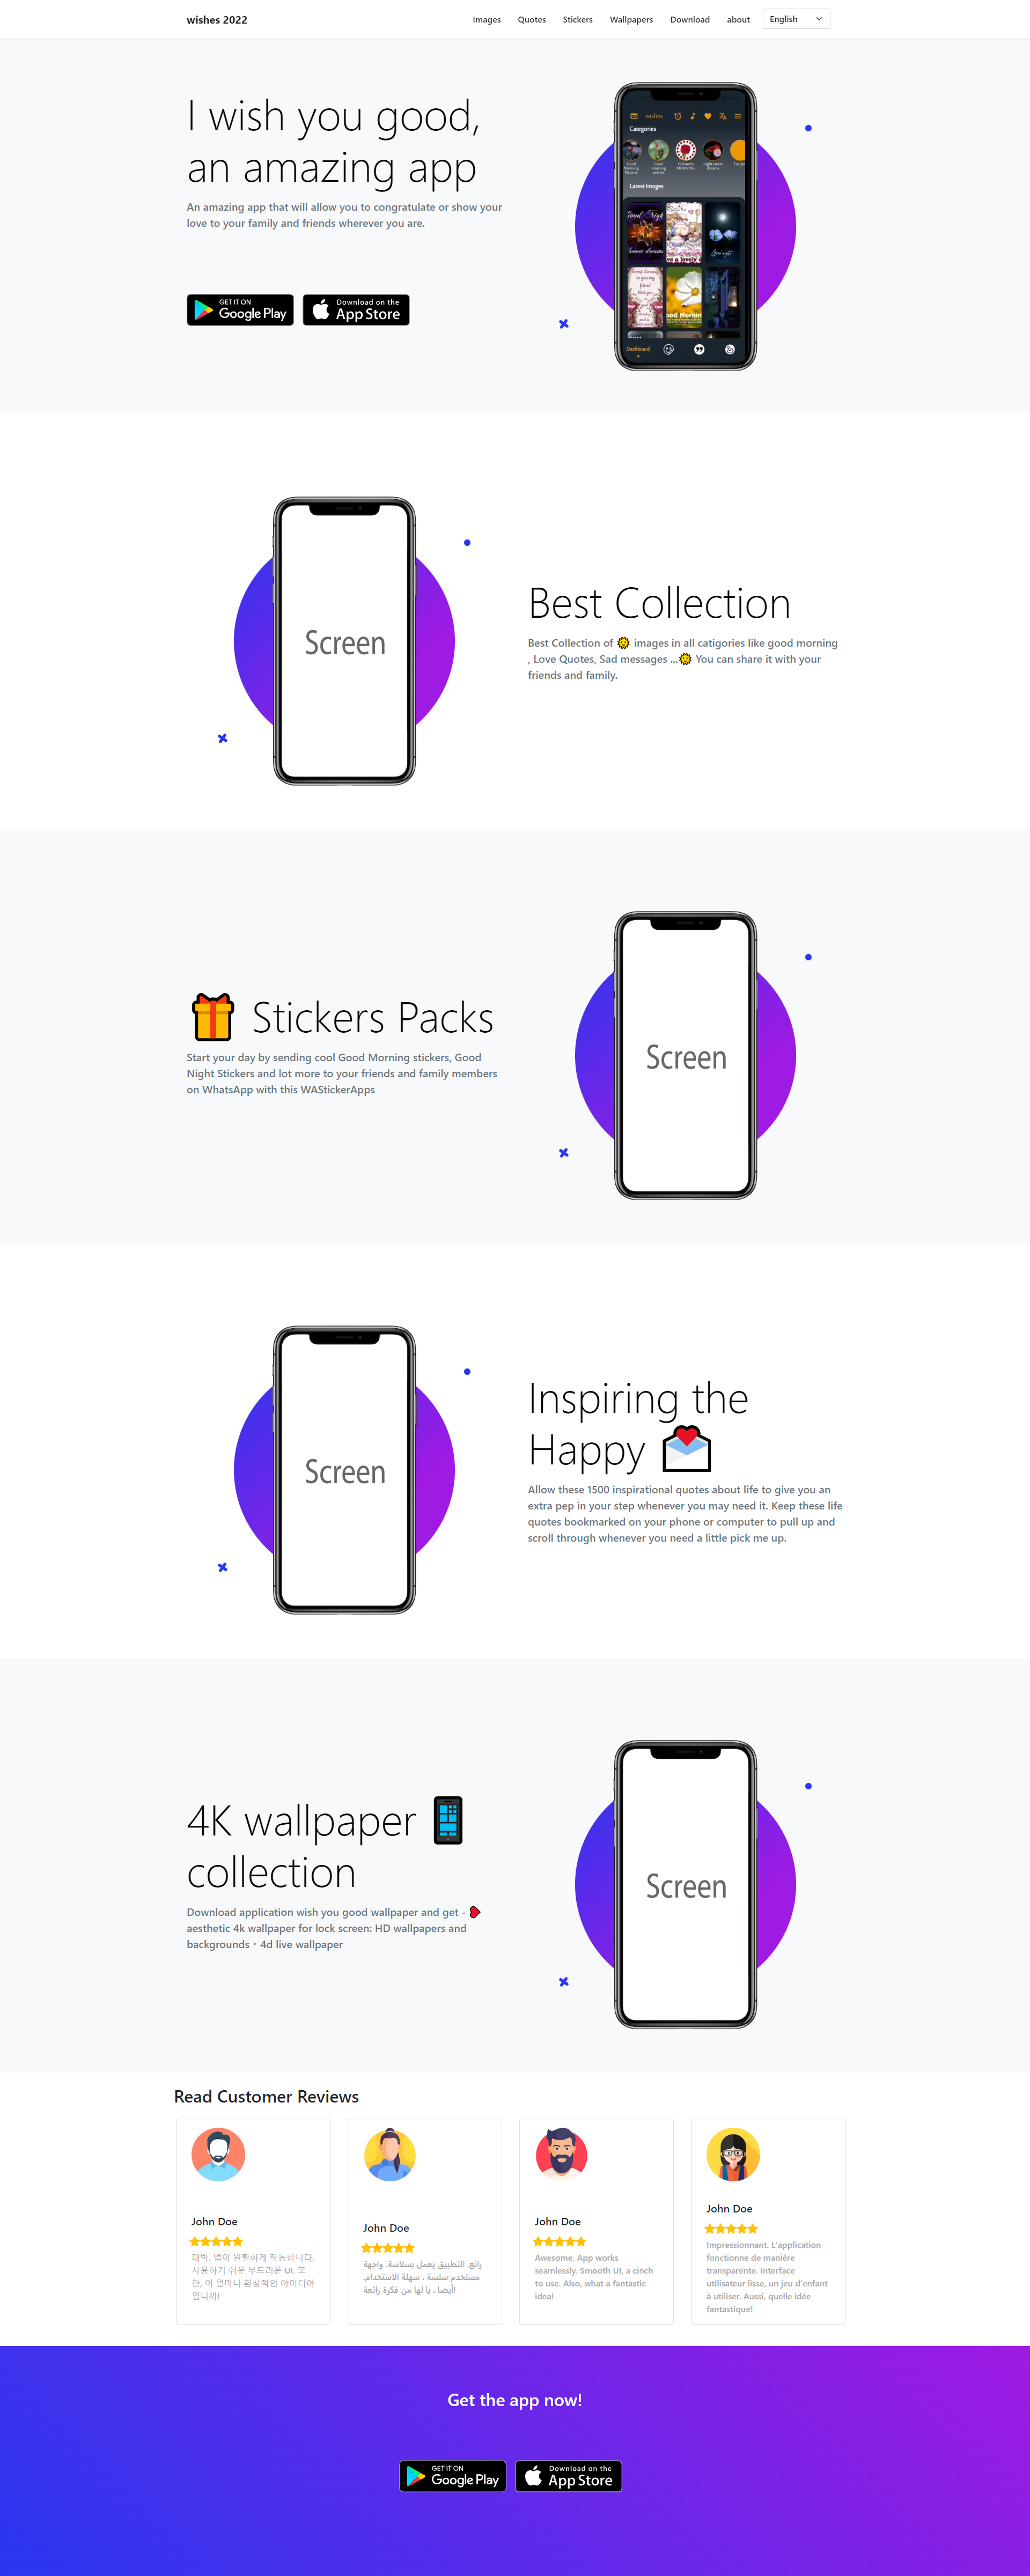 wishes 2022
Images Quotes Stickers Wallpapers Download about English
I wish you good,
an amazing app
An amazing app that will allow you to congratulate or show your
love to your family and friends wherever you are.
GET IT ON
Google Play
Download on the
App Store
wishes
Categories
Good Morning Pictures
Good morning wishes
Latest Images
Good night
Dashboard
Screen
Best Collection
Best Collection of 🌞 images in all catigories like good morning
, Love Quotes, Sad messages ...🌞 You can share it with your
friends and family.
🎁 Stickers Packs
Start your day by sending cool Good Morning stickers, Good
Night Stickers and lot more to your friends and family members
on WhatsApp with this WAStickerApps
Screen
Screen
Inspiring the
Happy 💌
Allow these 1500 inspirational quotes about life to give you an
extra pep in your step whenever you may need it. Keep these life
quotes bookmarked on your phone or computer to pull up and
scroll through whenever you need a little pick me up.
4K wallpaper 📱
collection
Download application wish you good wallpaper and get -
aesthetic 4k wallpaper for lock screen: HD wallpapers and
backgrounds · 4d live wallpaper
Screen
Read Customer Reviews
John Doe
대박. 앱이 원활하게 작동합니다.
사용하기 쉬운 부드러운 UI. 또
한, 이 얼마나 환상적인 아이디어
입니까!
John Doe
رائع. التطبيق يعمل بسلاسة. واجهة
مستخدم سلسة ، سهلة الاستخدام.
أيضا ، يا لها من فكرة رائعة!
John Doe
Awesome. App works
seamlessly. Smooth UI, a cinch
to use. Also, what a fantastic
idea!
John Doe
Impressionnant. L'application
fonctionne de manière
transparente. Interface
utilisateur lisse, un jeu d'enfant
à utiliser. Aussi, quelle idée
fantastique!
Get the app now!
GET IT ON
Google Play
Download on the
App Store